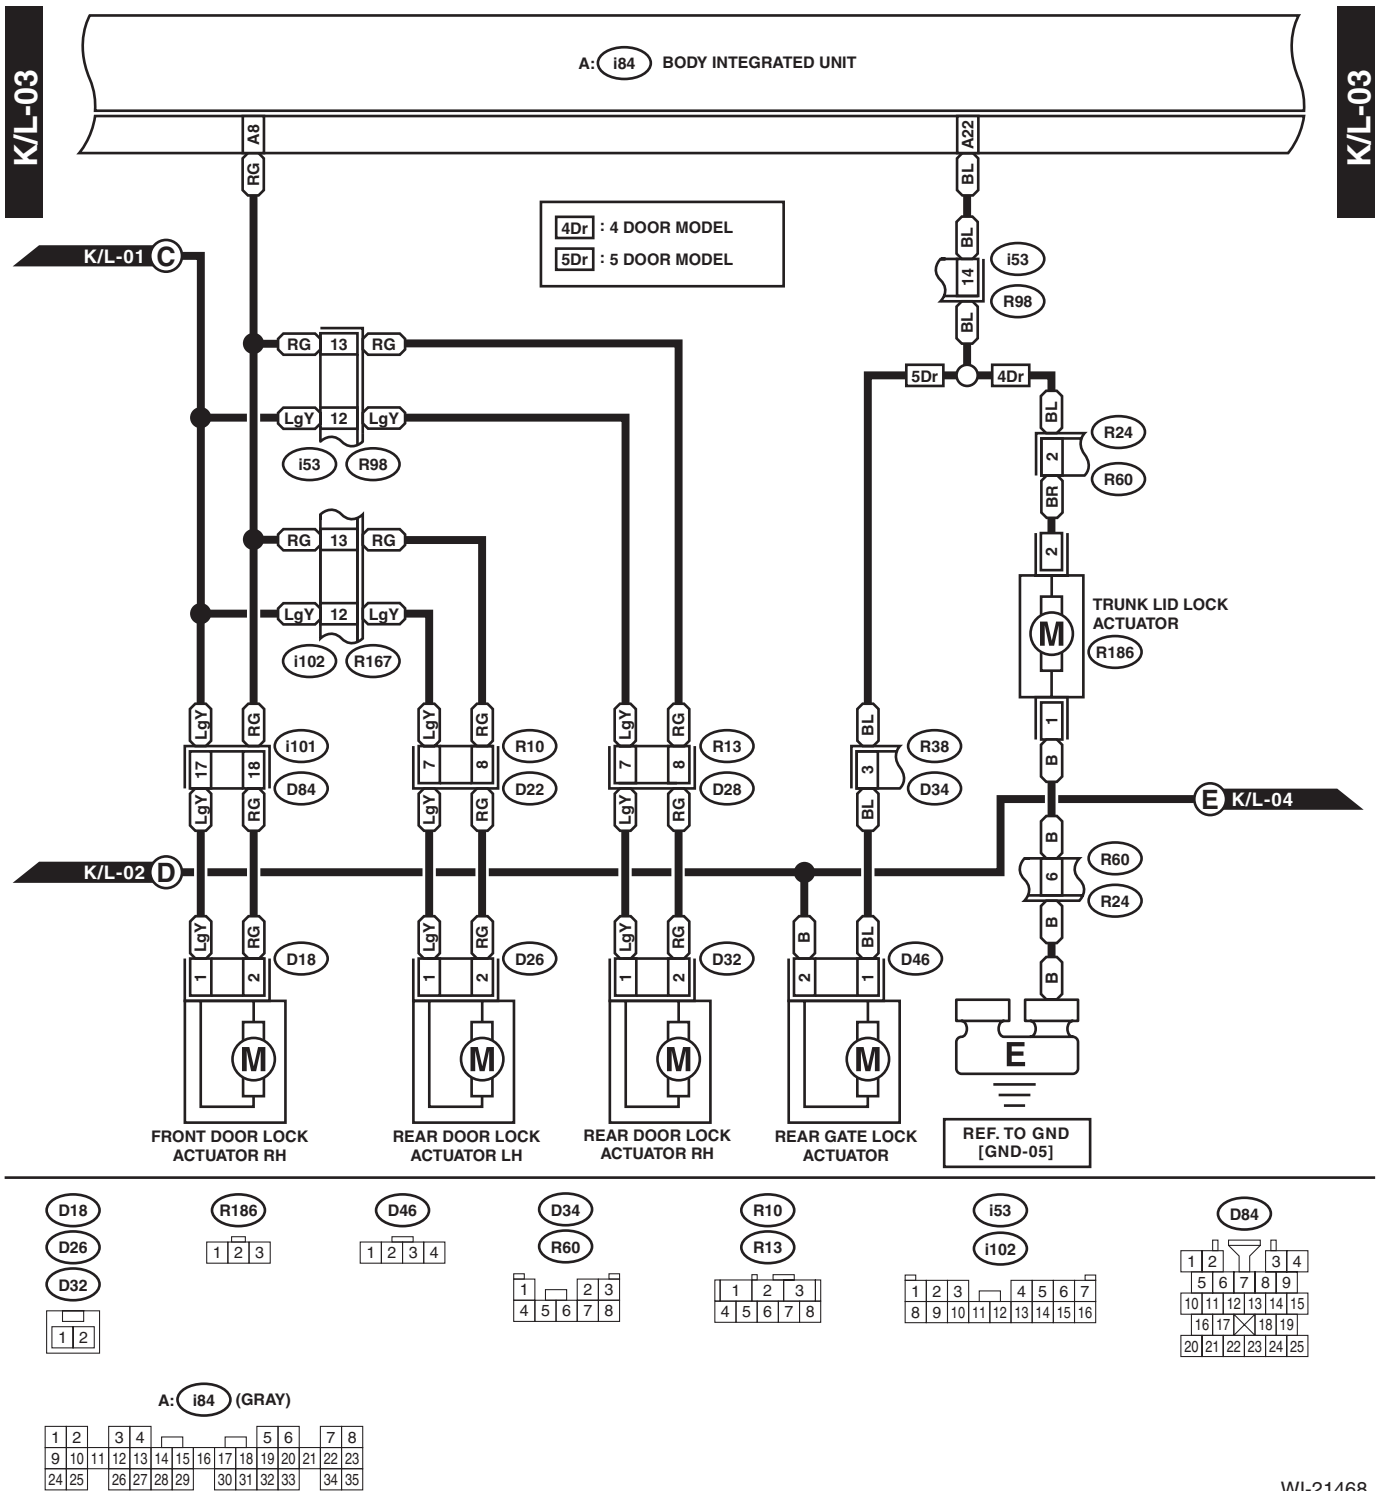 K/L-03
K/L-03
A: i84 BODY INTEGRATED UNIT
A8
A22
RG
BL
4Dr : 4 DOOR MODEL
5Dr : 5 DOOR MODEL
K/L-01 C
BL
14
i53
R98
BL
RG 13 RG
5Dr 4Dr
LgY 12 LgY
BL
R24
i53 R98
2
R60
BR
RG 13 RG
2
LgY 12 LgY
TRUNK LID LOCK
ACTUATOR
M
R186
i102 R167
LgY RG LgY RG LgY RG BL
1
17 18 i101
7 8 R10
7 8 R13
3 R38
B
D84 D22 D28 D34
LgY RG LgY RG LgY RG BL
E K/L-04
B
K/L-02 D
R60
6
R24
B
LgY RG LgY RG LgY RG B BL
1 2 D18
1 2 D26
1 2 D32
2 1 D46
B
M M M M
E
FRONT DOOR LOCK
ACTUATOR RH
REAR DOOR LOCK
ACTUATOR LH
REAR DOOR LOCK
ACTUATOR RH
REAR GATE LOCK
ACTUATOR
REF. TO GND
[GND-05]
D18
D26
D32
1 2
R186
1 2 3
D46
1 2 3 4
D34
R60
1 2 3
4 5 6 7 8
R10
R13
1 2 3
4 5 6 7 8
i53
i102
1 2 3 4 5 6 7
8 9 10 11 12 13 14 15 16
D84
1 2 3 4
5 6 7 8 9
10 11 12 13 14 15
16 17 18 19
20 21 22 23 24 25
A: i84 (GRAY)
1 2 3 4 5 6 7 8
9 10 11 12 13 14 15 16 17 18 19 20 21 22 23
24 25 26 27 28 29 30 31 32 33 34 35
WI-21468